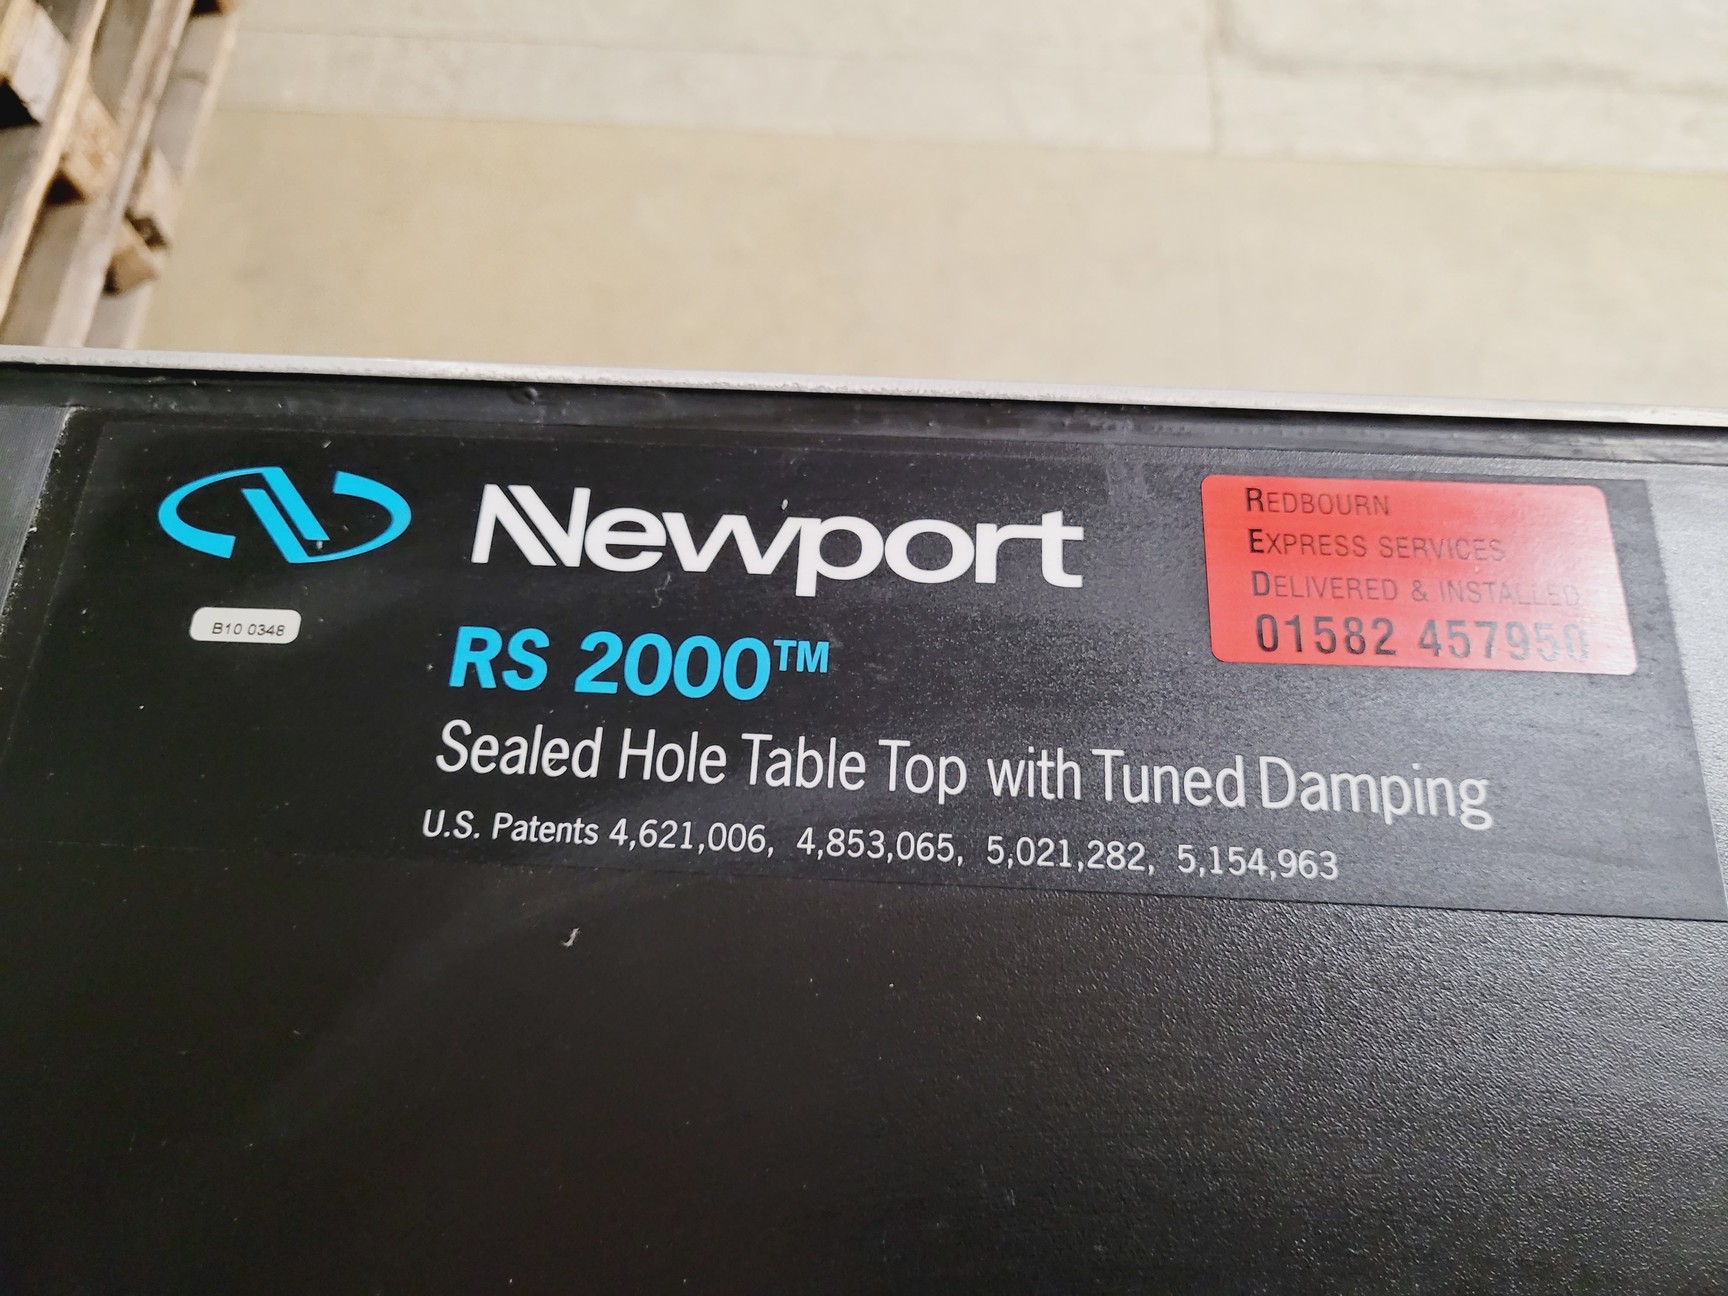 Newport
B10 0348
RS 2000™
Sealed Hole Table Top with Tuned Damping
U.S. Patents 4,621,006, 4,853,065, 5,021,282, 5,154,963
REDBOURN
EXPRESS SERVICES
DELIVERED & INSTALLED
01582 457950